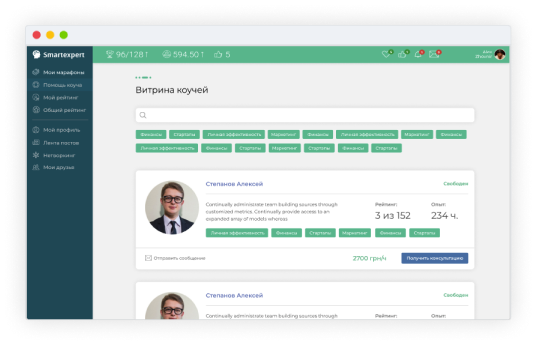 Smartexpert
96/128↑ 594.50↑ 5
Alex
Zhdanov
Мои марафоны
Помощь коуча
Мой рейтинг
Общий рейтинг
Мой профиль
Лента постов
Нетворкинг
Мои друзья
Витрина коучей
Финансы Стартапы Личная эффективность Маркетинг Финансы Личная эффективность Маркетинг Финансы
Личная эффективность Финансы Стартапы Маркетинг Стартапы Финансы Стартапы
Степанов Алексей Свободен
Continually administrate team building sources through
customized metrics. Continually provide access to an
expanded array of models whereas
Рейтинг: Опыт:
3 из 152 234 ч.
Личная эффективность Финансы Стартапы Маркетинг Финансы Стартапы
Отправить сообщение 2700 грн/ч Получить консультацию
Степанов Алексей Свободен
Continually administrate team building sources through
Рейтинг: Опыт: